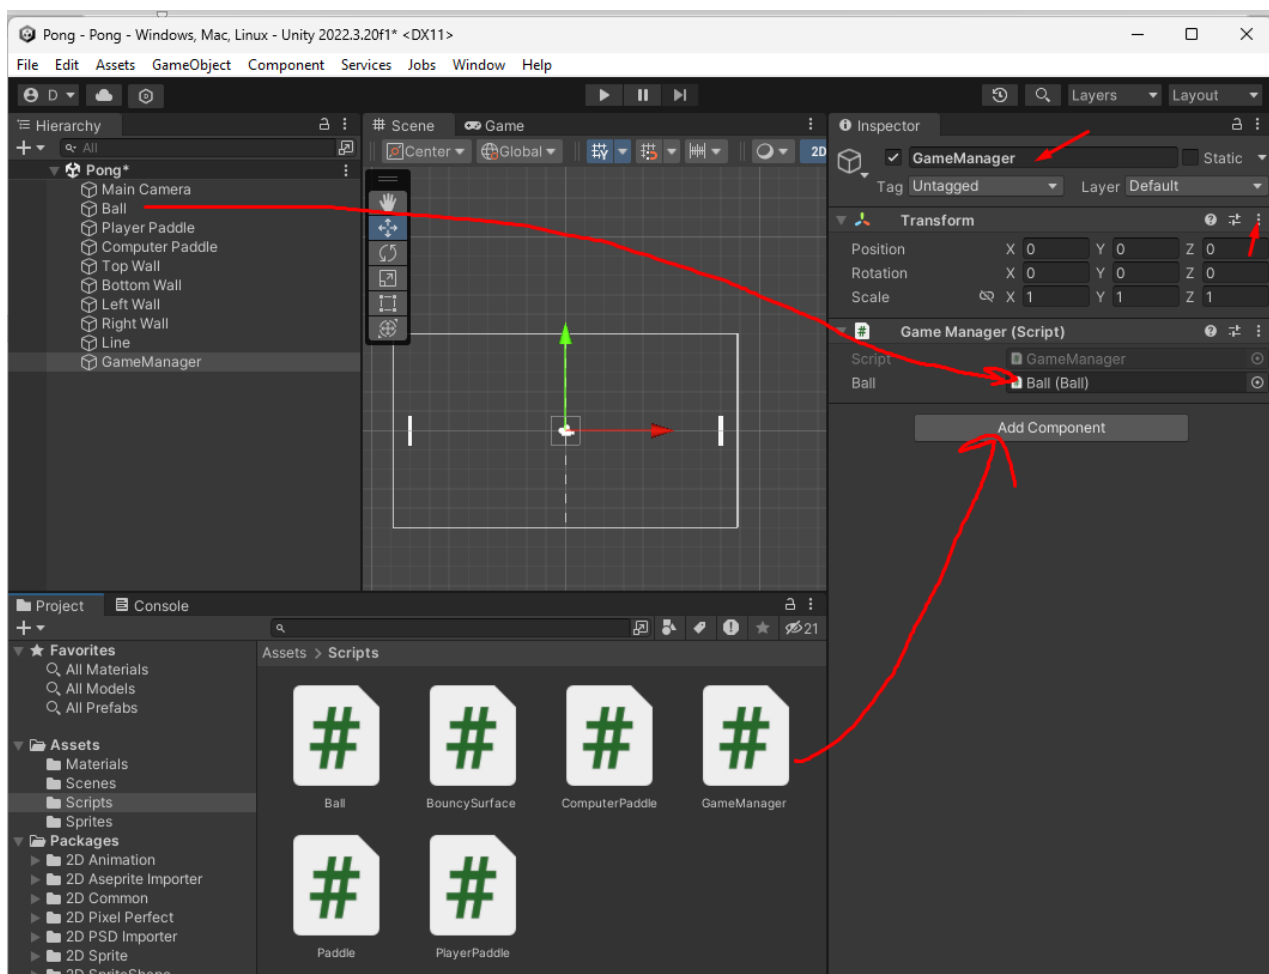 Pong - Pong - Windows, Mac, Linux - Unity 2022.3.20f1* <DX11>
File Edit Assets GameObject Component Services Jobs Window Help
D
Layers
Layout
Hierarchy
All
Pong*
Main Camera
Ball
Player Paddle
Computer Paddle
Top Wall
Bottom Wall
Left Wall
Right Wall
Line
GameManager
Scene
Game
Center
Global
2D
Inspector
GameManager
Static
Tag Untagged
Layer Default
Transform
Position X 0 Y 0 Z 0
Rotation X 0 Y 0 Z 0
Scale X 1 Y 1 Z 1
# Game Manager (Script)
Script GameManager
Ball Ball (Ball)
Add Component
Project
Console
21
Favorites
All Materials
All Models
All Prefabs
Assets
Materials
Scenes
Scripts
Sprites
Packages
2D Animation
2D Aseprite Importer
2D Common
2D Pixel Perfect
2D PSD Importer
2D Sprite
2D SpriteShape
Assets > Scripts
# # # #
Ball BouncySurface ComputerPaddle GameManager
# #
Paddle PlayerPaddle